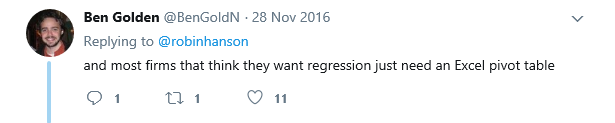 Ben Golden @BenGoldN · 28 Nov 2016
Replying to @robinhanson
and most firms that think they want regression just need an Excel pivot table
1 1 11